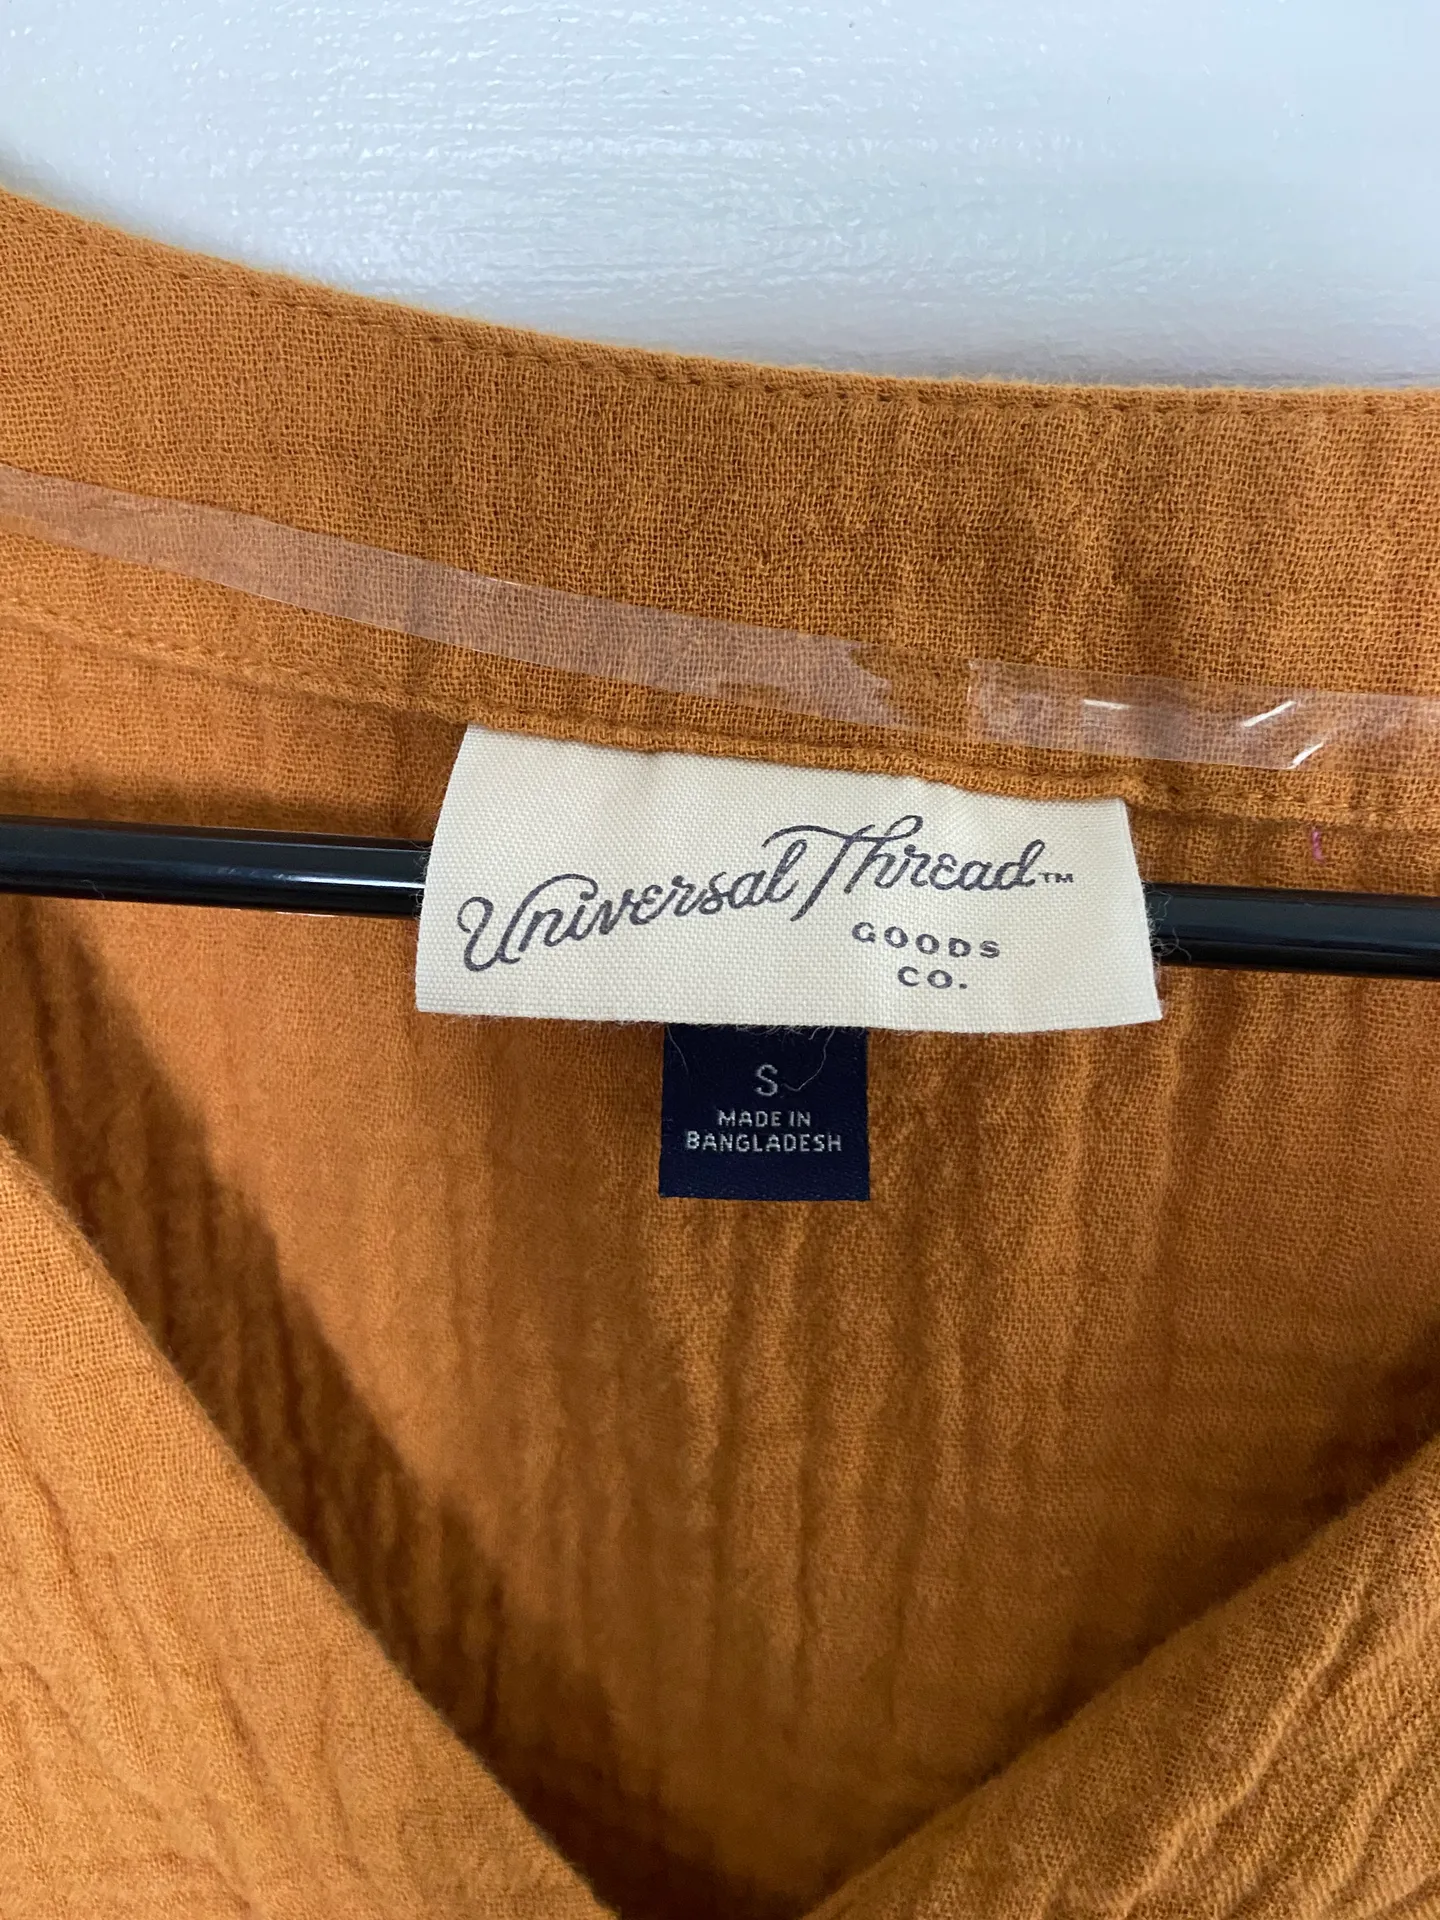 Universal Thread™
GOODS
CO.
S
MADE IN
BANGLADESH